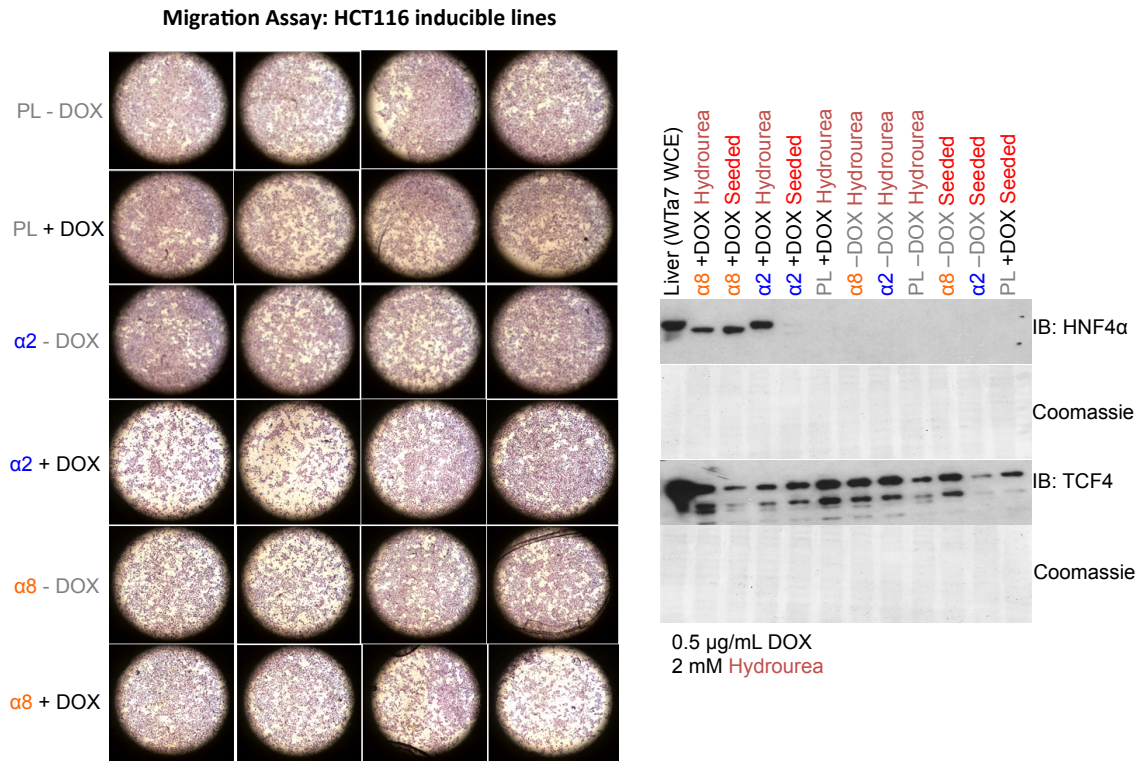 Migration Assay: HCT116 inducible lines
PL - DOX
PL + DOX
α2 - DOX
α2 + DOX
α8 - DOX
α8 + DOX
Liver (WTa7 WCE)
α8 +DOX Hydrourea
α8 +DOX Seeded
α2 +DOX Hydrourea
α2 +DOX Seeded
PL +DOX Hydrourea
α8 –DOX Hydrourea
α2 –DOX Hydrourea
PL –DOX Hydrourea
α8 –DOX Seeded
α2 –DOX Seeded
PL +DOX Seeded
IB: HNF4α
Coomassie
IB: TCF4
Coomassie
0.5 µg/mL DOX
2 mM Hydrourea